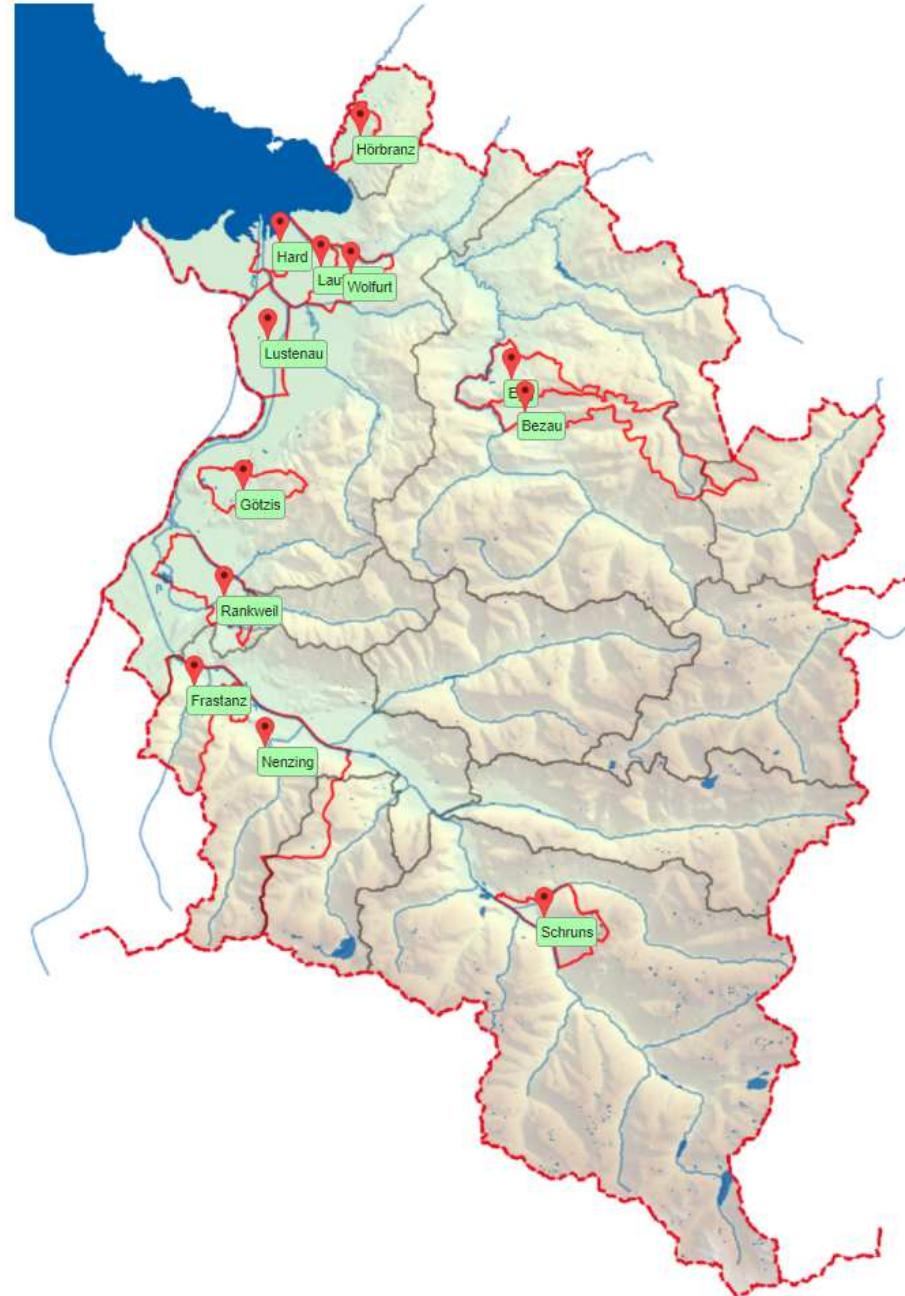 Hörbranz
Hard
Wolfurt
Lustenau
Bezau
Götzis
Rankweil
Frastanz
Nenzing
Schruns